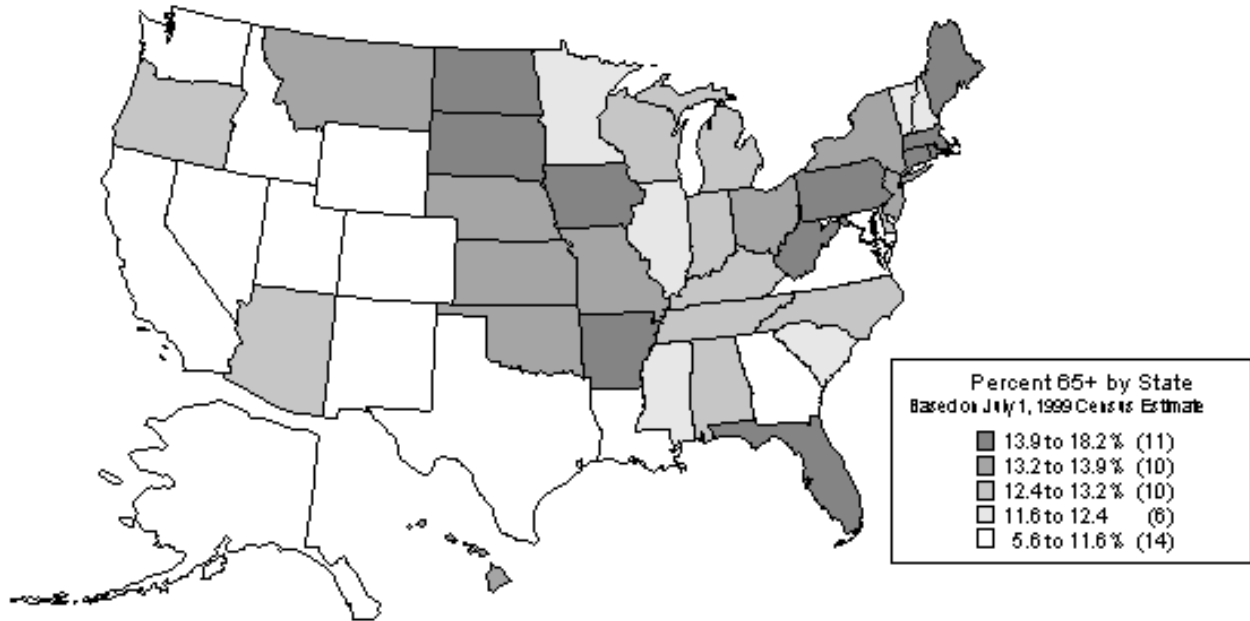 Percent 65+ by State
Based on July 1, 1999 Census Estimate
13.9 to 18.2% (11)
13.2 to 13.9% (10)
12.4 to 13.2% (10)
11.6 to 12.4 (6)
5.6 to 11.6% (14)